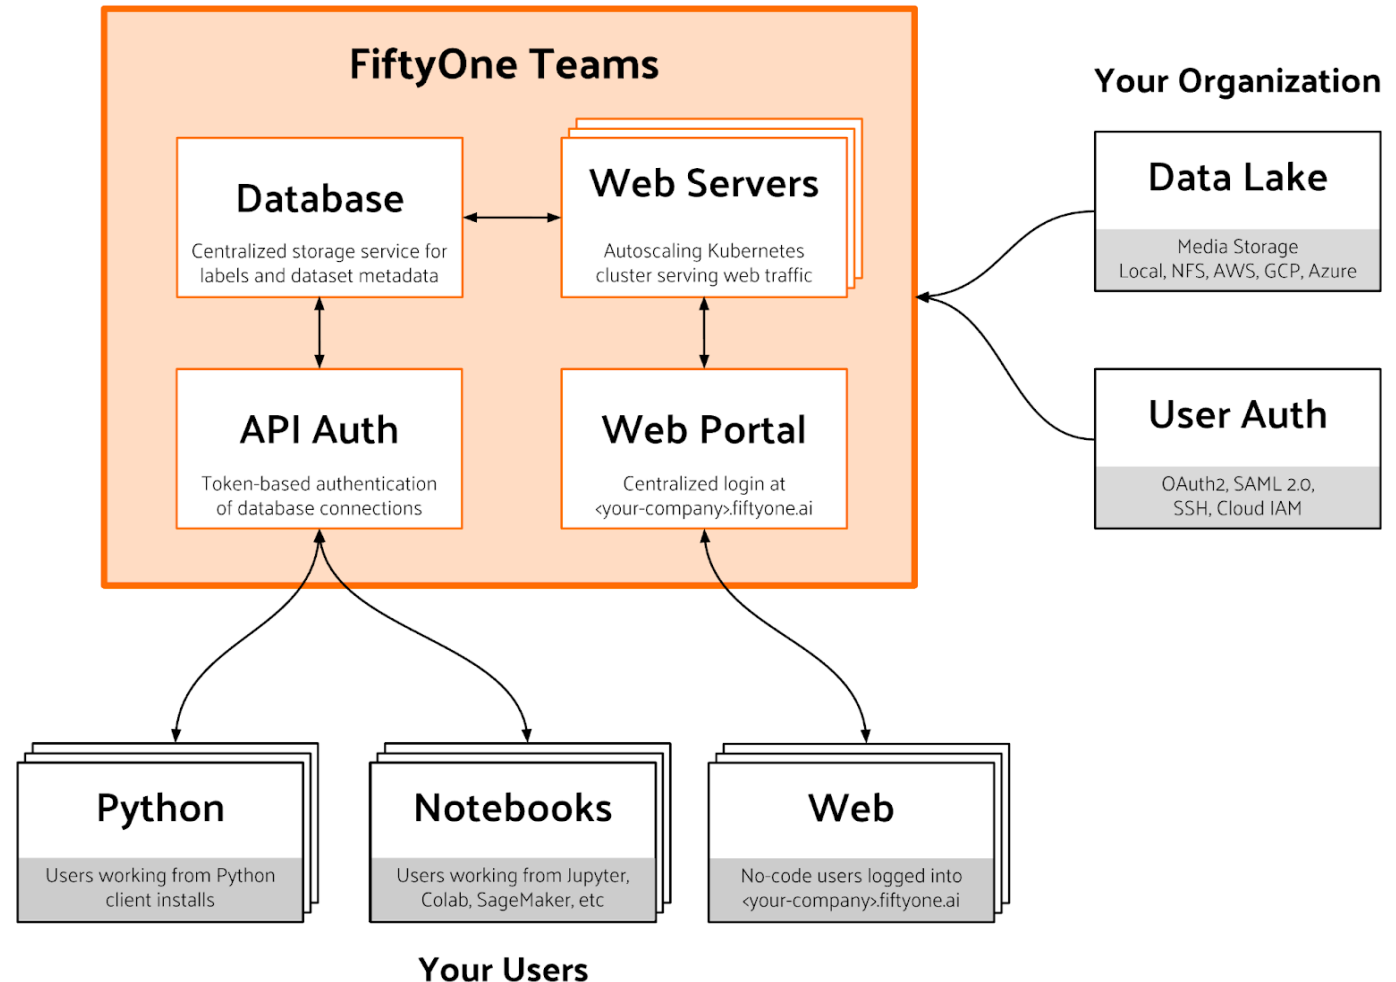 FiftyOne Teams
Your Organization
Database
Centralized storage service for
labels and dataset metadata
Web Servers
Autoscaling Kubernetes
cluster serving web traffic
Data Lake
Media Storage
Local, NFS, AWS, GCP, Azure
API Auth
Token-based authentication
of database connections
Web Portal
Centralized login at
<your-company>.fiftyone.ai
User Auth
OAuth2, SAML 2.0,
SSH, Cloud IAM
Python
Users working from Python
client installs
Notebooks
Users working from Jupyter,
Colab, SageMaker, etc
Web
No-code users logged into
<your-company>.fiftyone.ai
Your Users